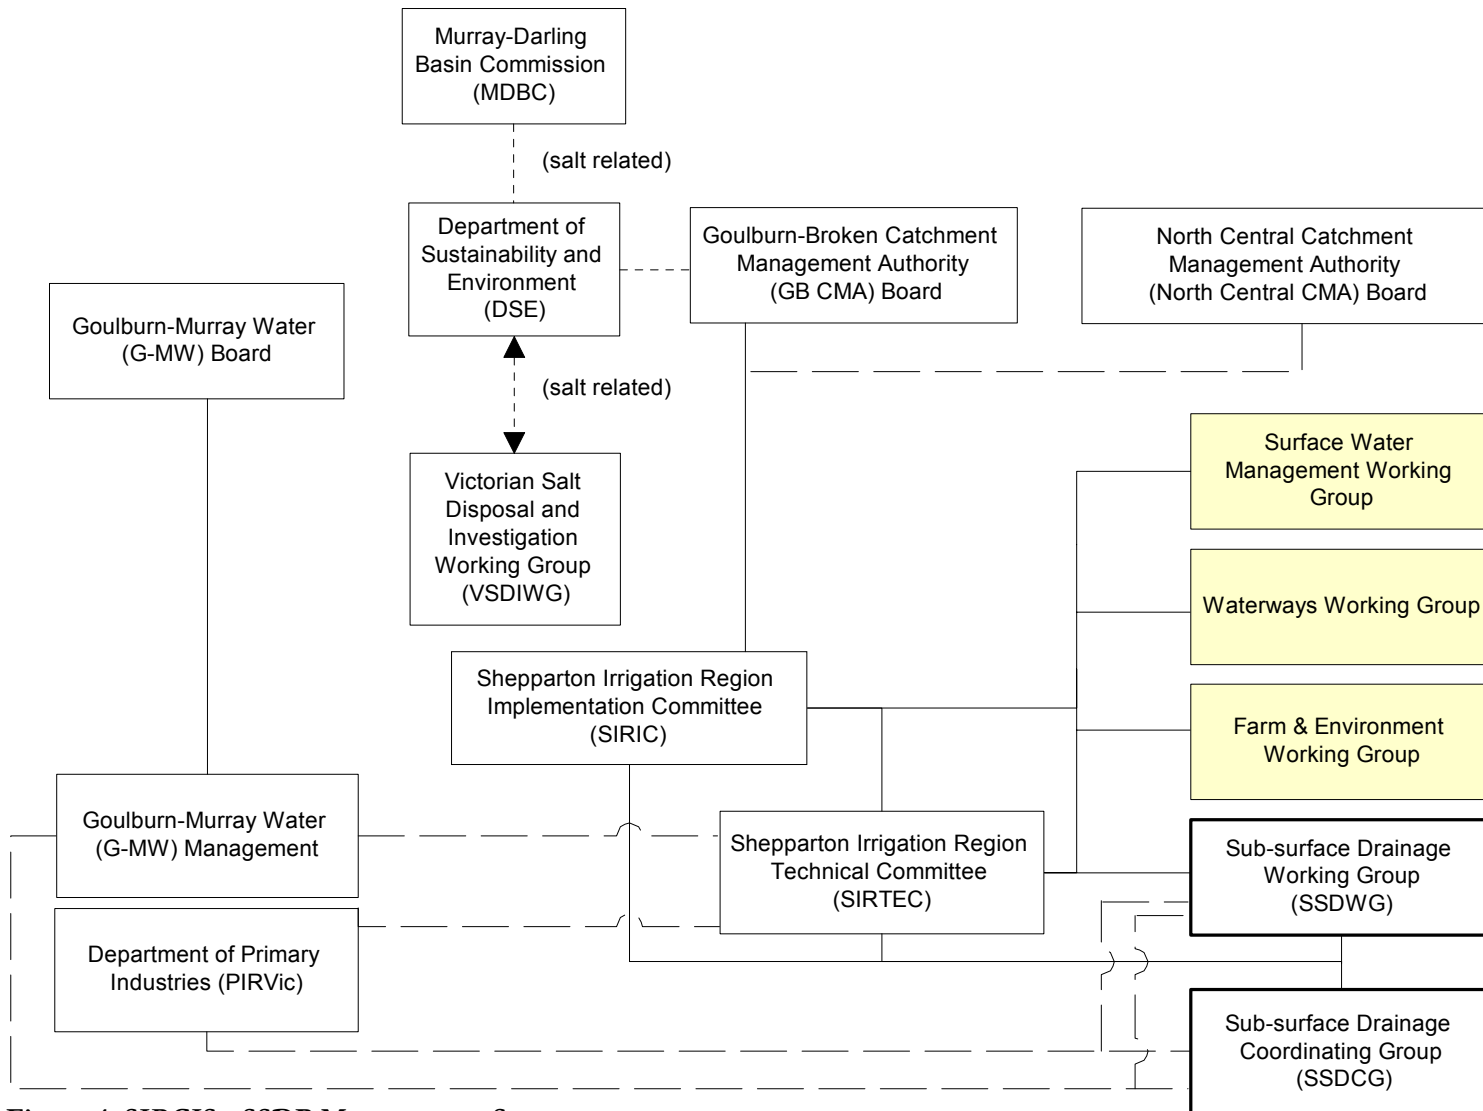 Murray-Darling
Basin Commission
(MDBC)
(salt related)
Department of
Sustainability and
Environment
(DSE)
Goulburn-Broken Catchment
Management Authority
(GB CMA) Board
North Central Catchment
Management Authority
(North Central CMA) Board
Goulburn-Murray Water
(G-MW) Board
(salt related)
Victorian Salt
Disposal and
Investigation
Working Group
(VSDIWG)
Surface Water
Management Working
Group
Waterways Working Group
Shepparton Irrigation Region
Implementation Committee
(SIRIC)
Farm & Environment
Working Group
Goulburn-Murray Water
(G-MW) Management
Shepparton Irrigation Region
Technical Committee
(SIRTEC)
Sub-surface Drainage
Working Group
(SSDWG)
Department of Primary
Industries (PIRVic)
Sub-surface Drainage
Coordinating Group
(SSDCG)